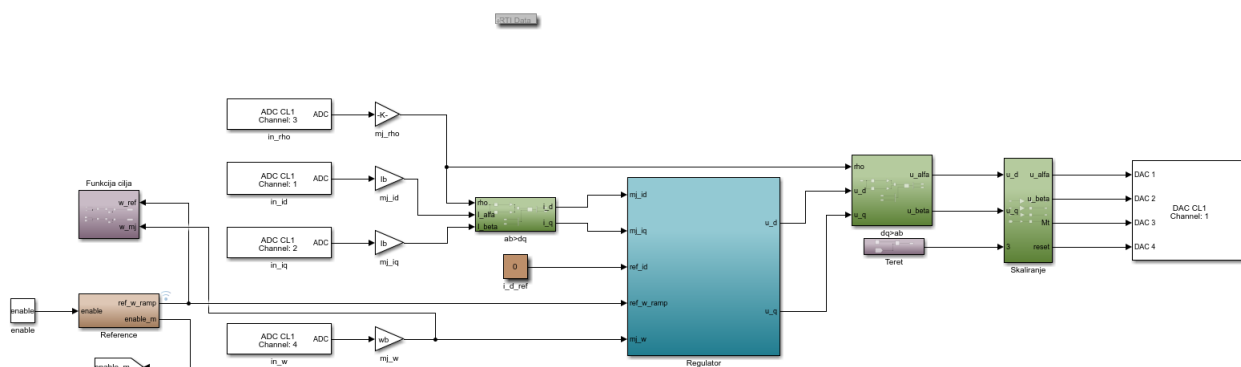 RTI Data
ADC CL1
Channel: 3
ADC
in_rho
-K-
mj_rho
ADC CL1
Channel: 1
ADC
in_id
Ib
mj_id
ADC CL1
Channel: 2
ADC
in_iq
Ib
mj_iq
ADC CL1
Channel: 4
ADC
in_w
wb
mj_w
Funkcija cilja
w_ref
w_mj
enable
enable
enable
ref_w_ramp
enable_m
Reference
enable_m
rho
I_alfa
I_beta
i_d
i_q
ab>dq
0
i_d_ref
mj_id
mj_iq
ref_id
ref_w_ramp
mj_w
u_d
u_q
Regulator
rho
u_d
u_q
u_alfa
u_beta
dq>ab
Teret
u_d
u_q
3
u_alfa
u_beta
Mt
reset
Skaliranje
DAC 1
DAC 2
DAC 3
DAC 4
DAC CL1
Channel: 1